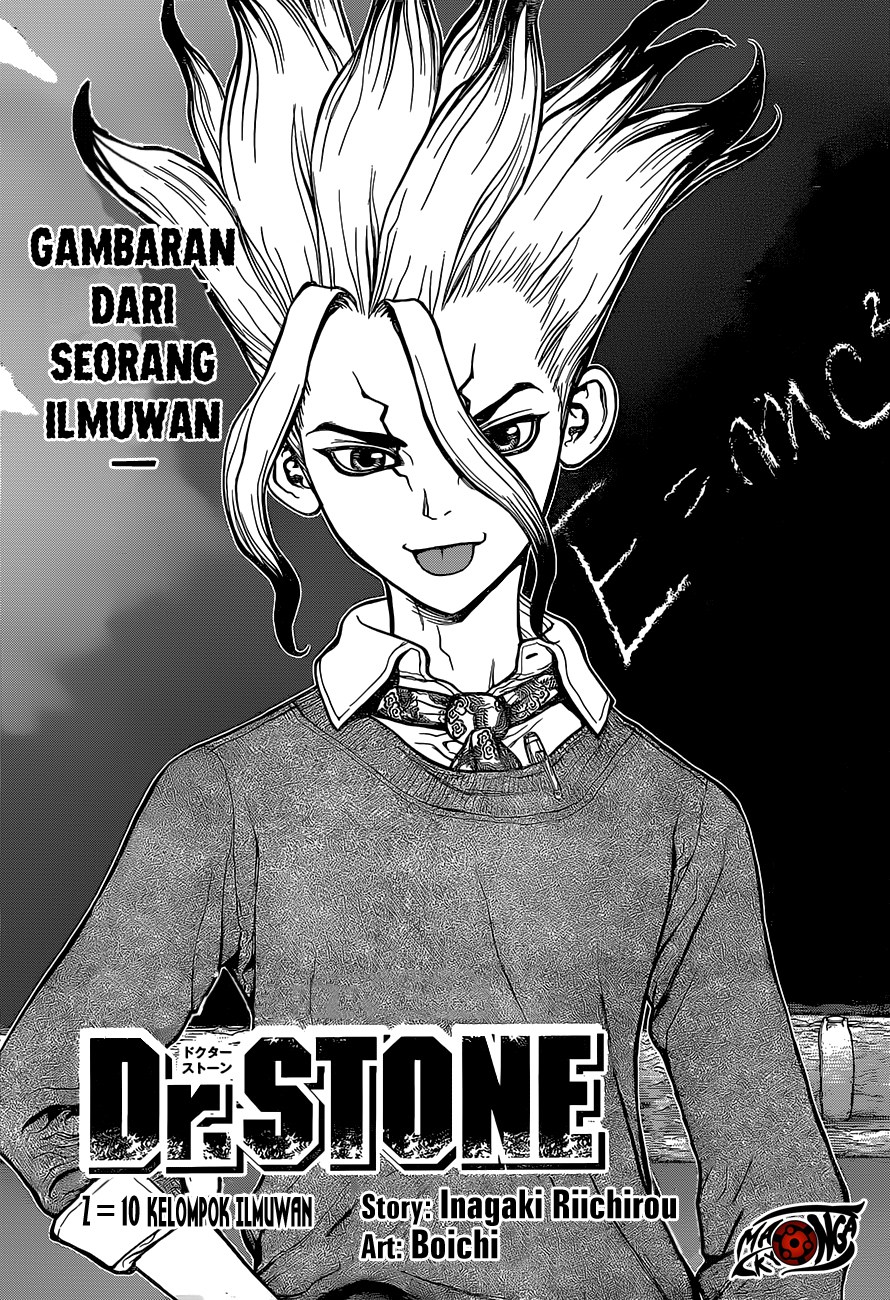 GAMBARAN
DARI
SEORANG
ILMUWAN
—
E = mc²
Dr.STONE
ドクター
ストーン
Z = 10 KELOMPOK ILMUWAN
Story: Inagaki Riichirou
Art: Boichi
MANGAKYO